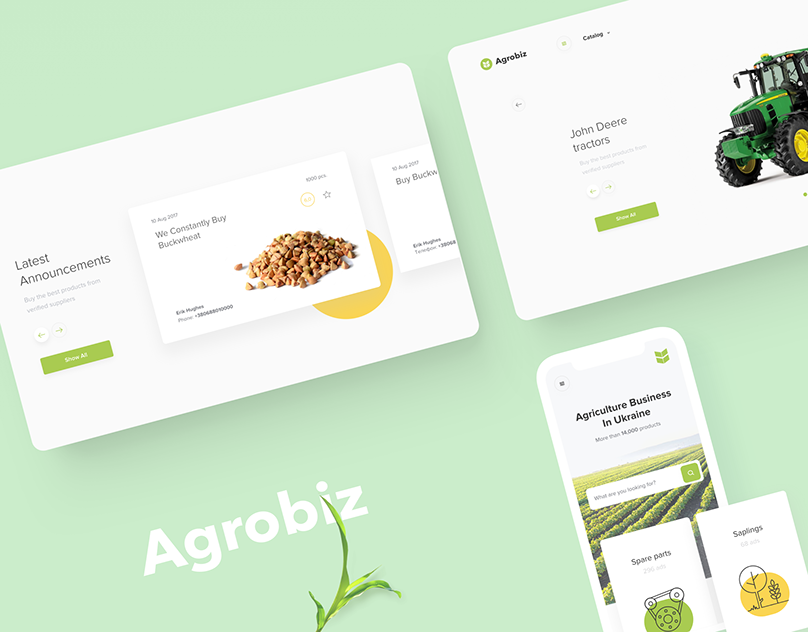 Latest
Announcements
Buy the best products from
verified suppliers
Show All
10 Aug 2017
1000 pcs.
We Constantly Buy
Buckwheat
Erik Hughes
Phone: +380688010000
10 Aug 2017
Buy Buckw
Erik Hughes
Телефон: +38068
Agrobiz
Catalog
John Deere
tractors
Buy the best products from
verified suppliers
Show All
Agriculture Business
In Ukraine
More than 14,000 products
What are you looking for?
Spare parts
296 ads
Saplings
68 ads
Agrobiz